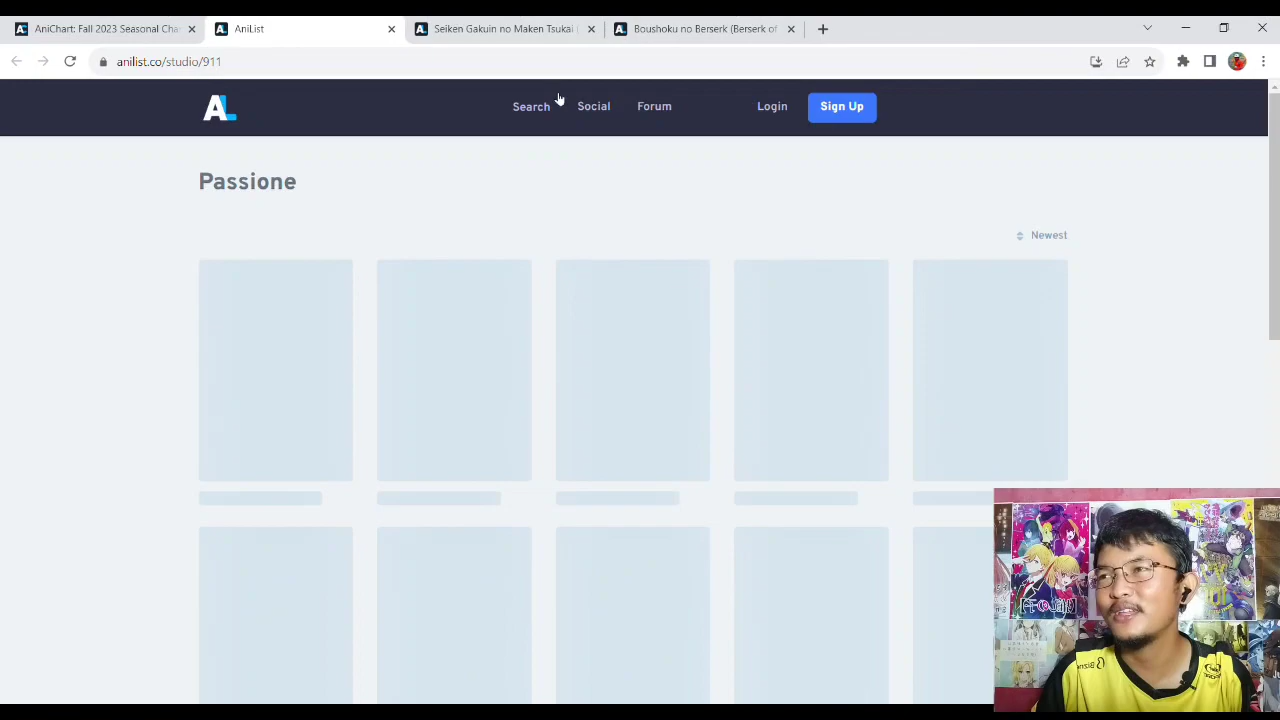 AniChart: Fall 2023 Seasonal Cha
AniList
Seiken Gakuin no Maken Tsukai (
Boushoku no Berserk (Berserk of
anilist.co/studio/911
AL
Search
Social
Forum
Login
Sign Up
Passione
Newest